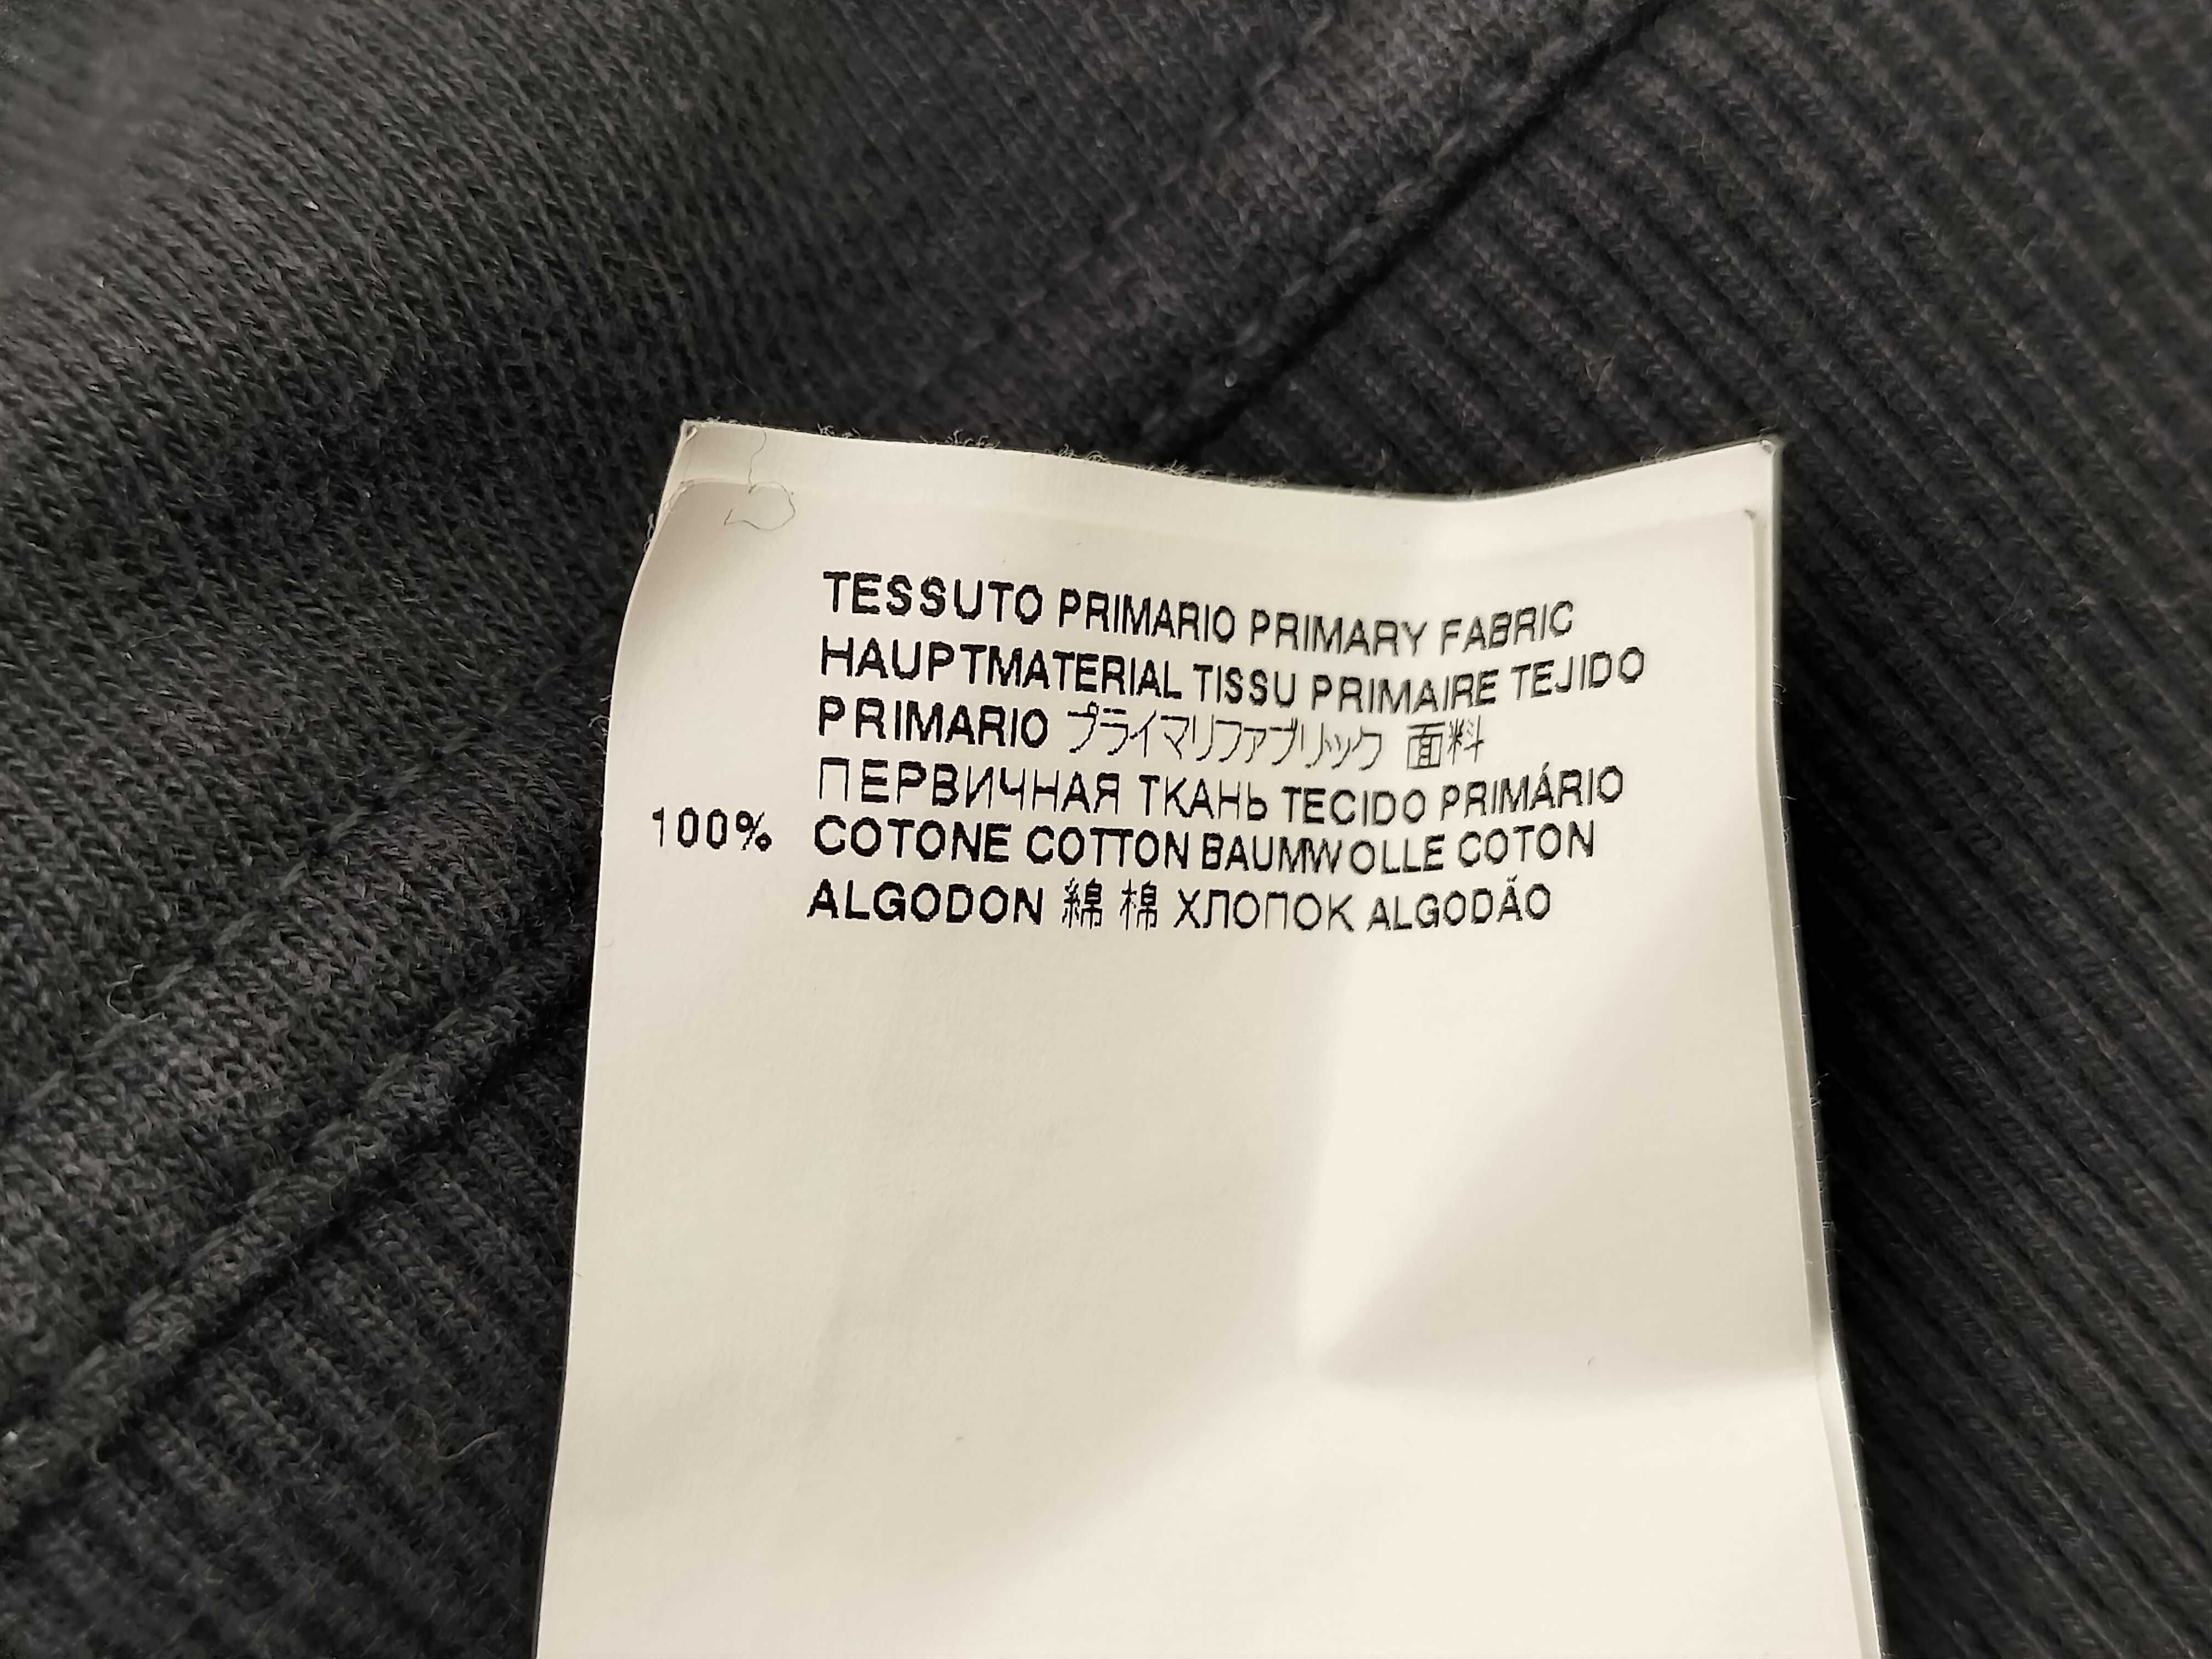 TESSUTO PRIMARIO PRIMARY FABRIC
HAUPTMATERIAL TISSU PRIMAIRE TEJIDO
PRIMARIO プライマリファブリック 面料
ПЕРВИЧНАЯ ТКАНЬ TECIDO PRIMÁRIO
100% COTONE COTTON BAUMWOLLE COTON
ALGODON 綿 棉 ХЛОПОК ALGODÃO